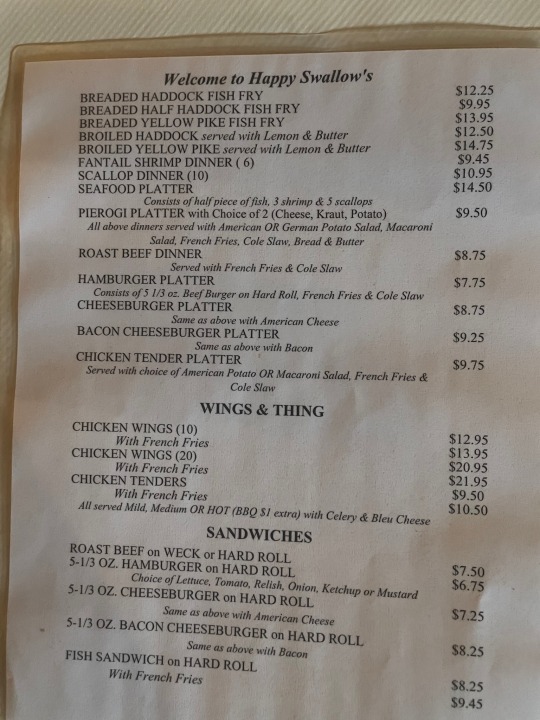 Welcome to Happy Swallow's
BREADED HADDOCK FISH FRY $12.25
BREADED HALF HADDOCK FISH FRY $9.95
BREADED YELLOW PIKE FISH FRY $13.95
BROILED HADDOCK served with Lemon & Butter $12.50
BROILED YELLOW PIKE served with Lemon & Butter $14.75
FANTAIL SHRIMP DINNER ( 6) $9.45
SCALLOP DINNER (10) $10.95
SEAFOOD PLATTER $14.50
Consists of half piece of fish, 3 shrimp & 5 scallops
PIEROGI PLATTER with Choice of 2 (Cheese, Kraut, Potato) $9.50
All above dinners served with American OR German Potato Salad, Macaroni
Salad, French Fries, Cole Slaw, Bread & Butter
ROAST BEEF DINNER $8.75
Served with French Fries & Cole Slaw
HAMBURGER PLATTER $7.75
Consists of 5 1/3 oz. Beef Burger on Hard Roll, French Fries & Cole Slaw
CHEESEBURGER PLATTER $8.75
Same as above with American Cheese
BACON CHEESEBURGER PLATTER $9.25
Same as above with Bacon
CHICKEN TENDER PLATTER $9.75
Served with choice of American Potato OR Macaroni Salad, French Fries &
Cole Slaw
WINGS & THING
CHICKEN WINGS (10) $12.95
With French Fries $13.95
CHICKEN WINGS (20) $20.95
With French Fries $21.95
CHICKEN TENDERS $9.50
With French Fries $10.50
All served Mild, Medium OR HOT (BBQ $1 extra) with Celery & Bleu Cheese
SANDWICHES
ROAST BEEF on WECK or HARD ROLL $7.50
5-1/3 OZ. HAMBURGER on HARD ROLL $6.75
Choice of Lettuce, Tomato, Relish, Onion, Ketchup or Mustard
5-1/3 OZ. CHEESEBURGER on HARD ROLL $7.25
Same as above with American Cheese
5-1/3 OZ. BACON CHEESEBURGER on HARD ROLL $8.25
Same as above with Bacon
FISH SANDWICH on HARD ROLL $8.25
With French Fries $9.45